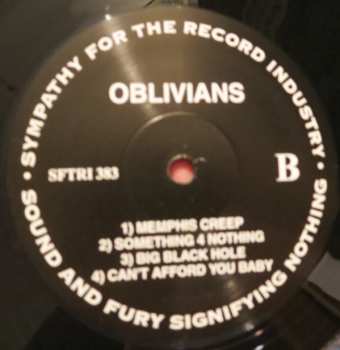 • SYMPATHY FOR THE RECORD INDUSTRY •
OBLIVIANS
SFTRI 383
B
1) MEMPHIS CREEP
2) SOMETHING 4 NOTHING
3) BIG BLACK HOLE
4) CAN'T AFFORD YOU BABY
SOUND AND FURY SIGNIFYING NOTHING